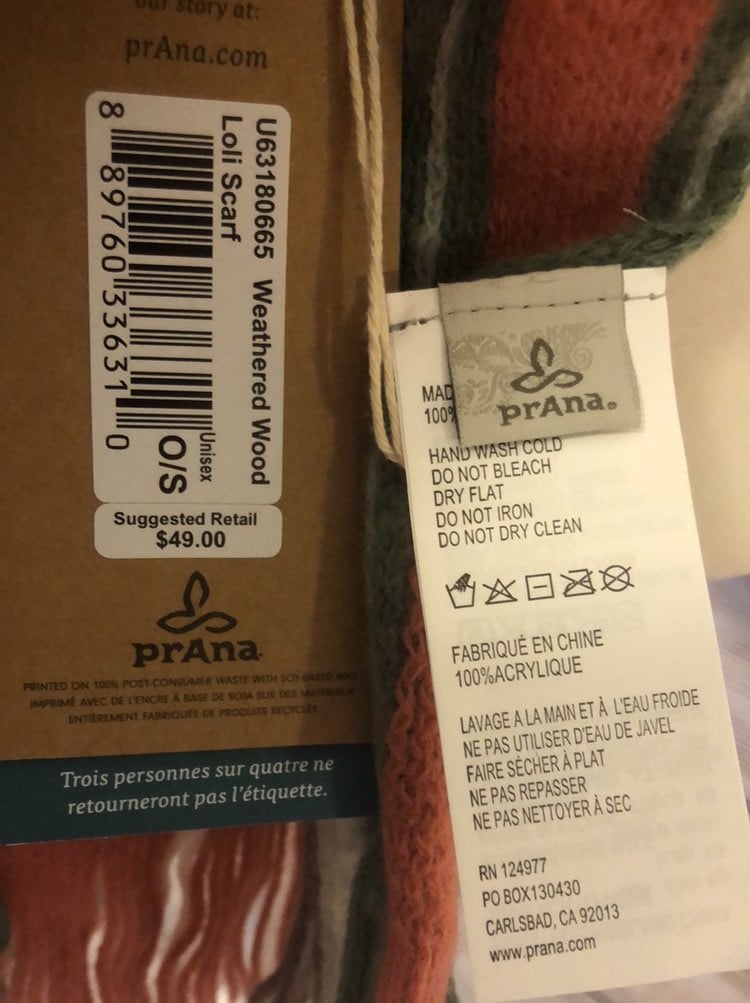 our story at:
prAna.com
U63180665 Weathered Wood
Loli Scarf
Unisex
O/S
8 89760 33631 0
Suggested Retail
$49.00
prAna
PRINTED ON 100% POST-CONSUMER WASTE WITH SOY-BASED INKS
IMPRIMÉ AVEC DE L'ENCRE À BASE DE SOJA SUR DES MATÉRIAUX
ENTIÈREMENT FABRIQUÉS DE PRODUITS RECYCLÉS
Trois personnes sur quatre ne
retourneront pas l'étiquette.
prAna
MAD
100%
HAND WASH COLD
DO NOT BLEACH
DRY FLAT
DO NOT IRON
DO NOT DRY CLEAN
FABRIQUÉ EN CHINE
100%ACRYLIQUE
LAVAGE A LA MAIN ET À L'EAU FROIDE
NE PAS UTILISER D'EAU DE JAVEL
FAIRE SÉCHER À PLAT
NE PAS REPASSER
NE PAS NETTOYER À SEC
RN 124977
PO BOX130430
CARLSBAD, CA 92013
www.prana.com